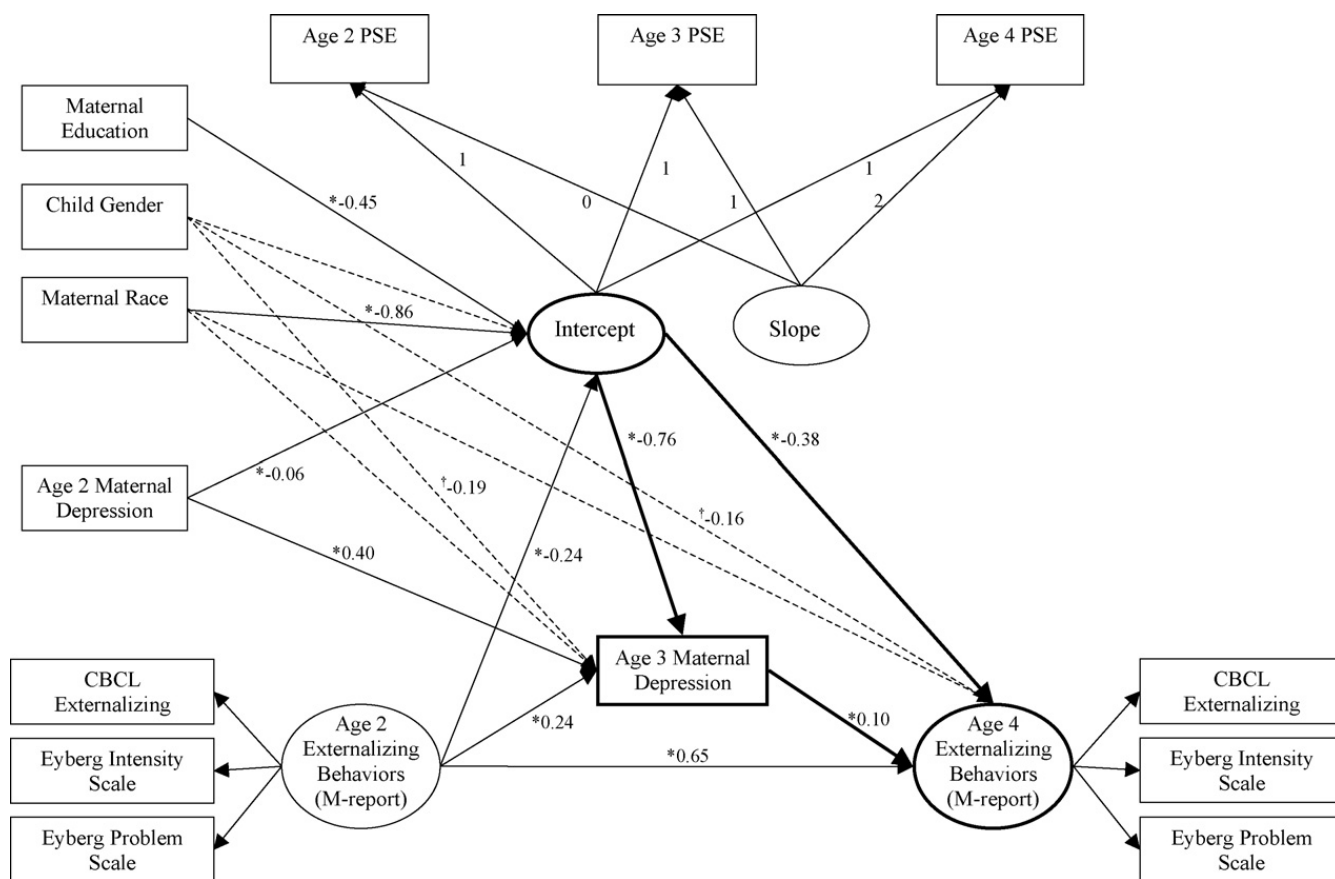 Age 2 PSE
Age 3 PSE
Age 4 PSE
Maternal
Education
1
1
1
Child Gender
*-0.45
0
1
2
Maternal Race
*-0.86
Intercept
Slope
*-0.76
*-0.38
*-0.06
Age 2 Maternal
Depression
†-0.19
†-0.16
*0.40
*-0.24
Age 3 Maternal
Depression
CBCL
Externalizing
Eyberg Intensity
Scale
Eyberg Problem
Scale
Age 2
Externalizing
Behaviors
(M-report)
*0.24
*0.65
*0.10
Age 4
Externalizing
Behaviors
(M-report)
CBCL
Externalizing
Eyberg Intensity
Scale
Eyberg Problem
Scale